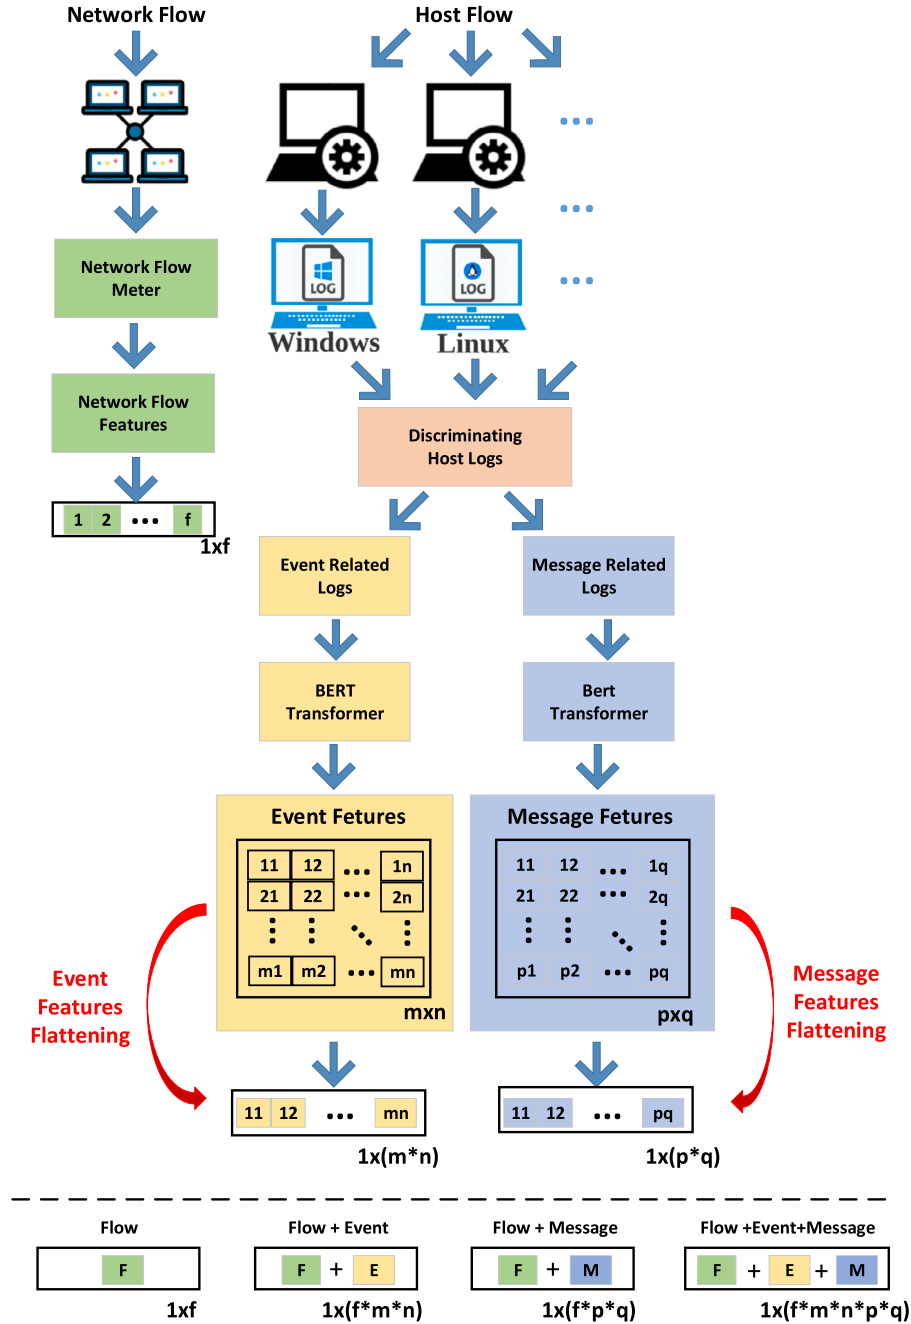 Network Flow
Host Flow
LOG
Windows
LOG
Linux
Network Flow
Meter
Network Flow
Features
1 2 ••• f
1xf
Discriminating
Host Logs
Event Related
Logs
Message Related
Logs
BERT
Transformer
Bert
Transformer
Event Fetures
11 12 ••• 1n
21 22 ••• 2n
m1 m2 ••• mn
mxn
Message Fetures
11 12 ••• 1q
21 22 ••• 2q
p1 p2 ••• pq
pxq
Event
Features
Flattening
Message
Features
Flattening
11 12 ••• mn
1x(m*n)
11 12 ••• pq
1x(p*q)
Flow
F
1xf
Flow + Event
F + E
1x(f*m*n)
Flow + Message
F + M
1x(f*p*q)
Flow +Event+Message
F + E + M
1x(f*m*n*p*q)